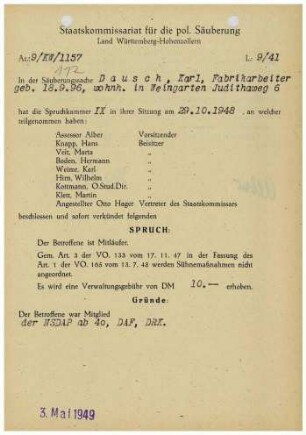 Staatskommissariat für die pol. Säuberung
Land Württemberg-Hohenzollern
Az.: 9/XV/1157 L: 9/41
In der Säuberungssache Dausch, Karl, Fabrikarbeiter
geb. 18.9.96, wohnh. in Weingarten Judithaweg 6
hat die Spruchkammer IX in ihrer Sitzung am 29.10.1948, an welcher
teilgenommen haben:
Assessor Alber Vorsitzender
Knapp, Hans Beisitzer
Veit, Marta "
Boden, Hermann "
Weimz, Karl "
Hirn, Wilhelm "
Kottmann, O.Stud.Dir. "
Klett, Martin "
Angestellter Otto Hager Vertreter des Staatskommissars
beschlossen und sofort verkündet folgenden
SPRUCH:
Der Betroffene ist Mitläufer.
Gem. Art. 3 der VO. 133 vom 17. 11. 47 in der Fassung des
Art. 1 der VO. 165 vom 13. 7. 48 werden Sühnemaßnahmen nicht
angeordnet.
Es wird eine Verwaltungsgebühr von DM 10.— erhoben.
Gründe:
Der Betroffene war Mitglied
der NSDAP ab 40, DAF, DRK.
3. Mai 1949